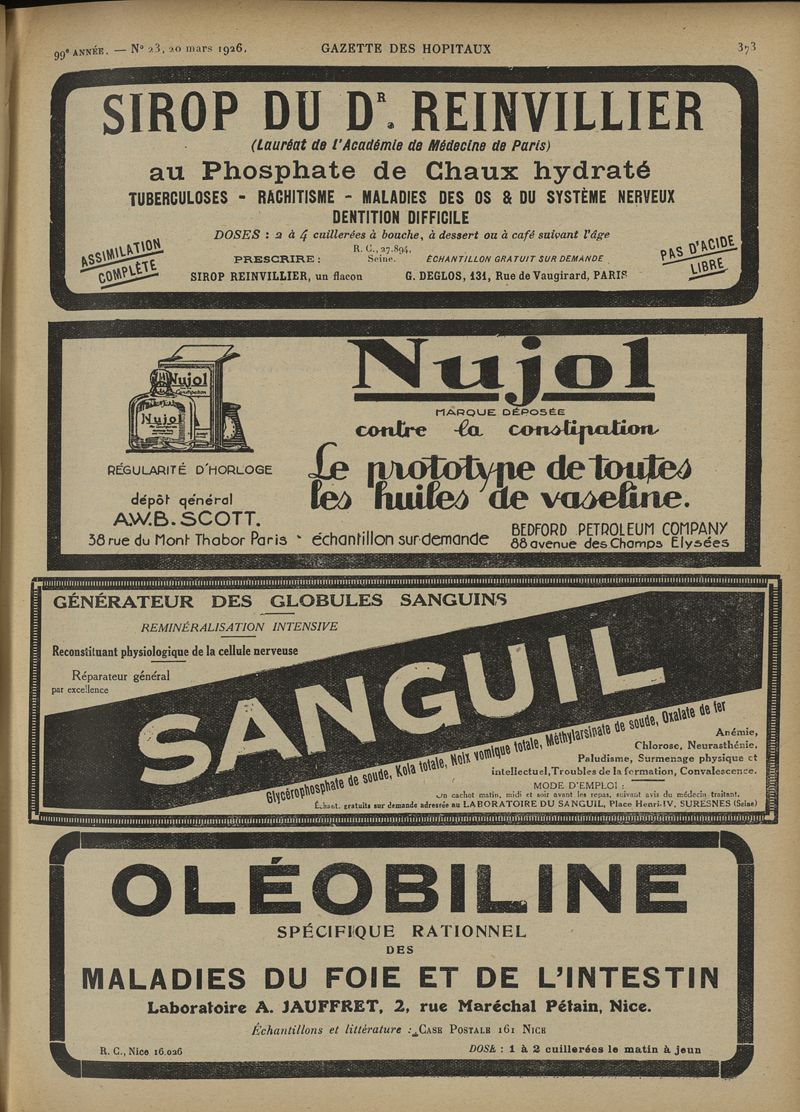 99e ANNÉE. — No 23, 20 mars 1926. GAZETTE DES HOPITAUX 373
SIROP DU DR. REINVILLIER
(Lauréat de l'Académie de Médecine de Paris)
au Phosphate de Chaux hydraté
TUBERCULOSES - RACHITISME - MALADIES DES OS & DU SYSTÈME NERVEUX
DENTITION DIFFICILE
DOSES : 2 à 4 cuillerées à bouche, à dessert ou à café suivant l'âge
ASSIMILATION
COMPLÈTE
PRESCRIRE :
SIROP REINVILLIER, un flacon
R. C., 27.894,
Seine.
ÉCHANTILLON GRATUIT SUR DEMANDE
G. DEGLOS, 131, Rue de Vaugirard, PARIS
PAS D'ACIDE
LIBRE
Nujol
Nujol
RÉGULARITÉ D'HORLOGE
dépôt général
A.W.B. SCOTT.
38 rue du Mont Thabor Paris
Nujol
MARQUE DÉPOSÉE
contre la constipation
Le prototype de toutes
les huiles de vaseline.
échantillon sur demande
BEDFORD PETROLEUM COMPANY
88 avenue des Champs Elysées
GÉNÉRATEUR DES GLOBULES SANGUINS
REMINÉRALISATION INTENSIVE
Reconstituant physiologique de la cellule nerveuse
Réparateur général
par excellence
SANGUIL
Glycérophosphate de soude, Kola totale, Noix vomique totale, Méthylarsinate de soude, Oxalate de fer
Anémie,
Chlorose, Neurasthénie,
Paludisme, Surmenage physique et
intellectuel, Troubles de la formation, Convalescence.
MODE D'EMPLOI :
Un cachot matin, midi et soir avant les repas, suivant avis du médecin traitant.
Échant. gratuits sur demande adressée au LABORATOIRE DU SANGUIL, Place Henri-IV, SURESNES (Seine)
OLÉOBILINE
SPÉCIFIQUE RATIONNEL
DES
MALADIES DU FOIE ET DE L'INTESTIN
Laboratoire A. JAUFFRET, 2, rue Maréchal Pétain, Nice.
Échantillons et littérature : CASE POSTALE 161 NICE
R. C., Nice 16.026
DOSE : 1 à 2 cuillerées le matin à jeun